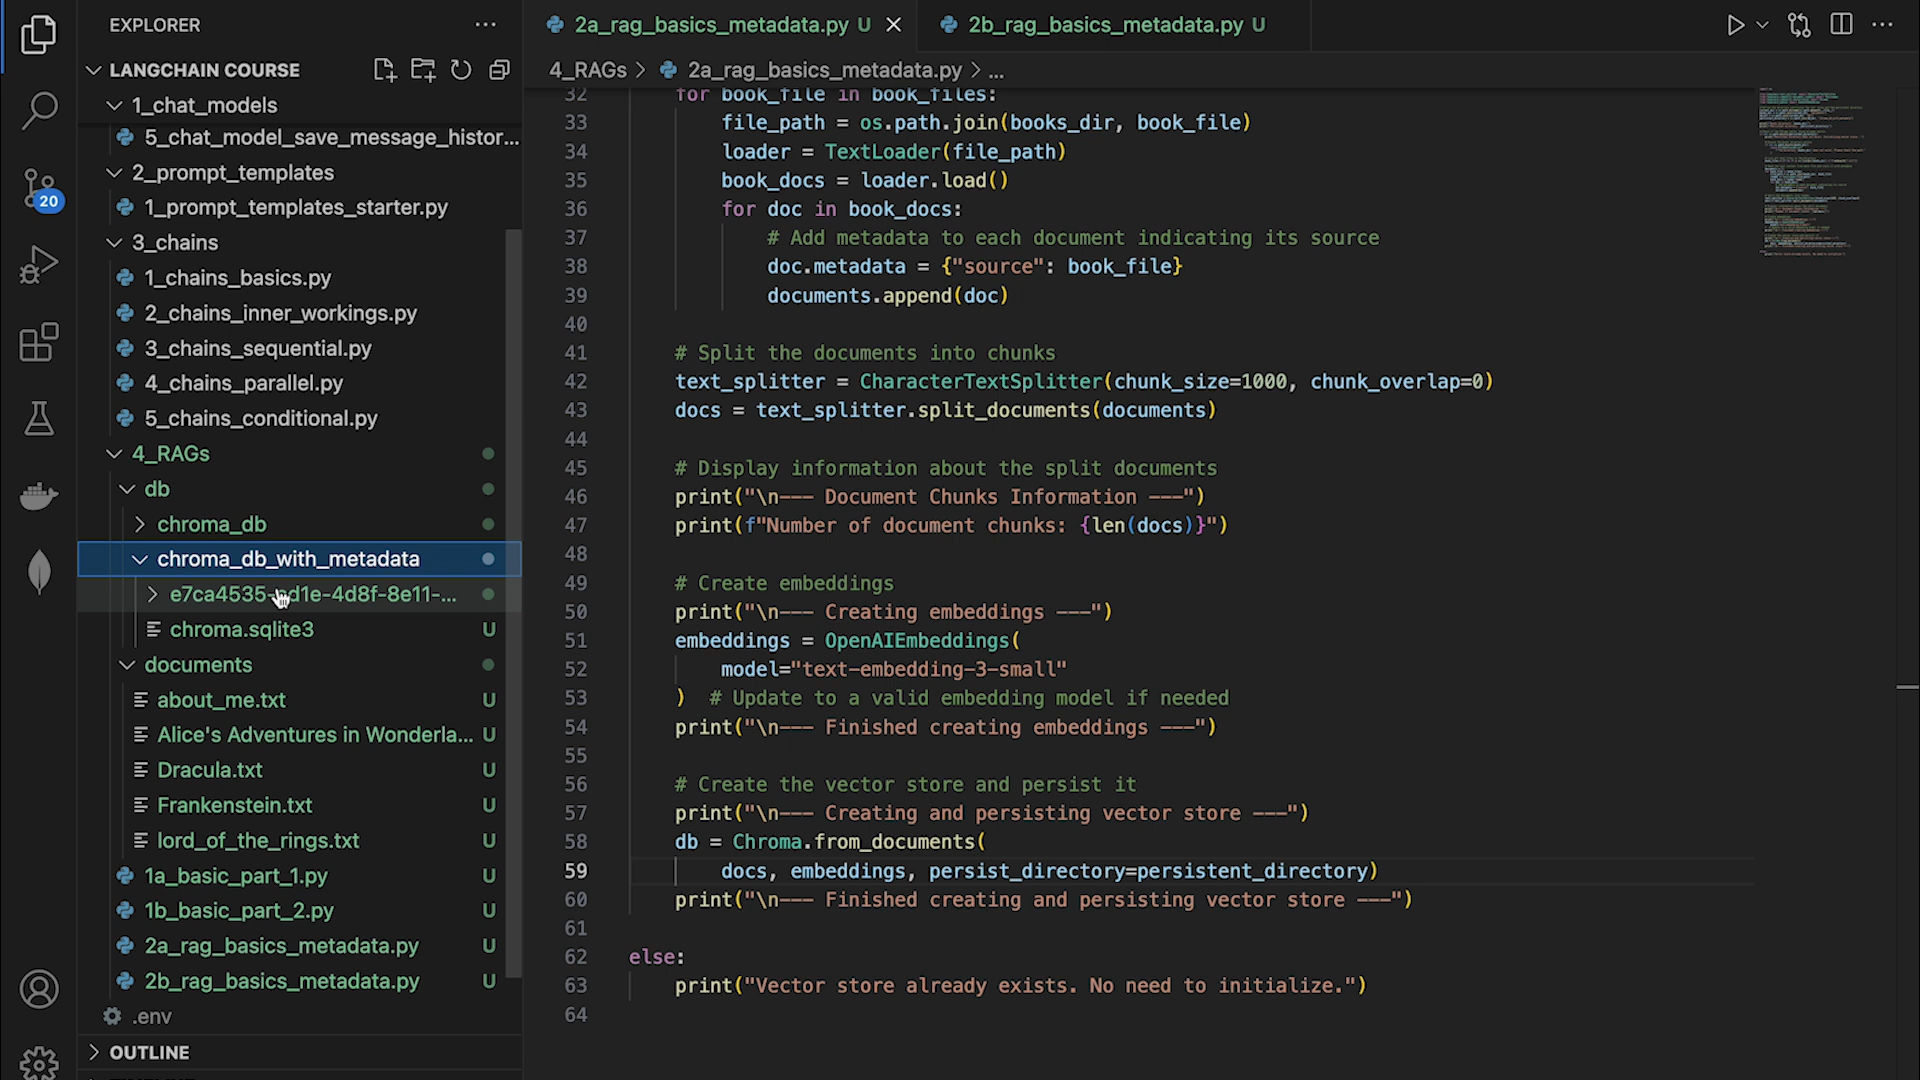 EXPLORER
LANGCHAIN COURSE
1_chat_models
5_chat_model_save_message_histor...
2_prompt_templates
1_prompt_templates_starter.py
3_chains
1_chains_basics.py
2_chains_inner_workings.py
3_chains_sequential.py
4_chains_parallel.py
5_chains_conditional.py
4_RAGs
db
chroma_db
chroma_db_with_metadata
e7ca4535- d1e-4d8f-8e11-...
chroma.sqlite3 U
documents
about_me.txt U
Alice's Adventures in Wonderla... U
Dracula.txt U
Frankenstein.txt U
lord_of_the_rings.txt U
1a_basic_part_1.py U
1b_basic_part_2.py U
2a_rag_basics_metadata.py U
2b_rag_basics_metadata.py U
.env
OUTLINE
20
2a_rag_basics_metadata.py U
2b_rag_basics_metadata.py U
4_RAGs > 2a_rag_basics_metadata.py > ...
32 for book_file in book_files:
33 file_path = os.path.join(books_dir, book_file)
34 loader = TextLoader(file_path)
35 book_docs = loader.load()
36 for doc in book_docs:
37 # Add metadata to each document indicating its source
38 doc.metadata = {"source": book_file}
39 documents.append(doc)
40
41 # Split the documents into chunks
42 text_splitter = CharacterTextSplitter(chunk_size=1000, chunk_overlap=0)
43 docs = text_splitter.split_documents(documents)
44
45 # Display information about the split documents
46 print("\n--- Document Chunks Information ---")
47 print(f"Number of document chunks: {len(docs)}")
48
49 # Create embeddings
50 print("\n--- Creating embeddings ---")
51 embeddings = OpenAIEmbeddings(
52 model="text-embedding-3-small"
53 ) # Update to a valid embedding model if needed
54 print("\n--- Finished creating embeddings ---")
55
56 # Create the vector store and persist it
57 print("\n--- Creating and persisting vector store ---")
58 db = Chroma.from_documents(
59 docs, embeddings, persist_directory=persistent_directory)
60 print("\n--- Finished creating and persisting vector store ---")
61
62 else:
63 print("Vector store already exists. No need to initialize.")
64